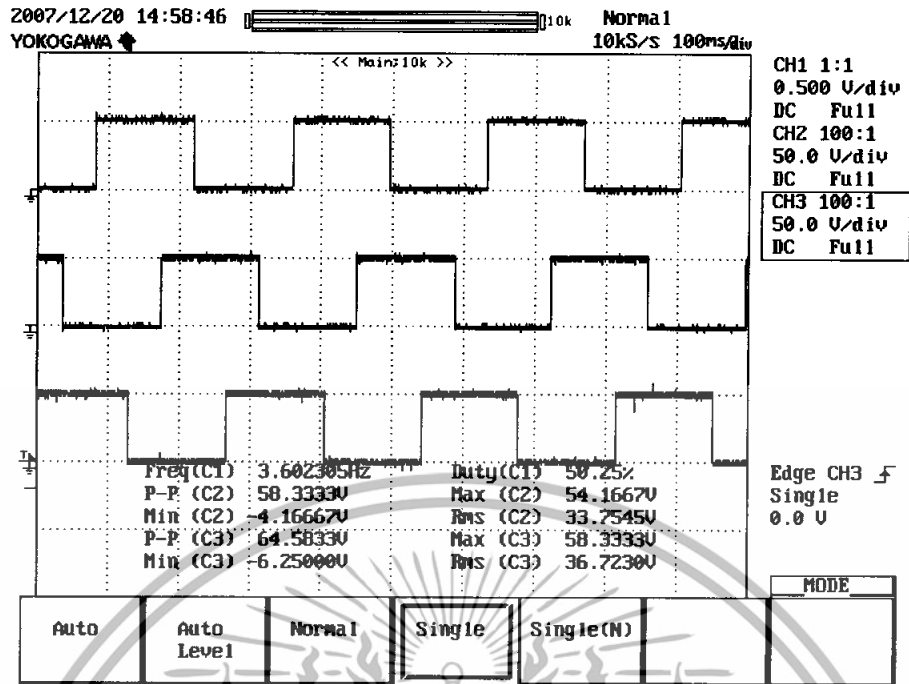 2007/12/20 14:58:46
10k
Normal
YOKOGAWA
10kS/s 100ms/div
<< Main:10k >>
CH1 1:1
0.500 V/div
DC Full
CH2 100:1
50.0 V/div
DC Full
CH3 100:1
50.0 V/div
DC Full
Freq(C1) 3.602305Hz Duty(C1) 50.25%
P-P (C2) 58.3333V Max (C2) 54.1667V
Min (C2) -4.16667V Rms (C2) 33.7545V
P-P (C3) 64.5833V Max (C3) 58.3333V
Min (C3) -6.25000V Rms (C3) 36.7230V
Edge CH3
Single
0.0 V
MODE
Auto
Auto Level
Normal
Single
Single(N)